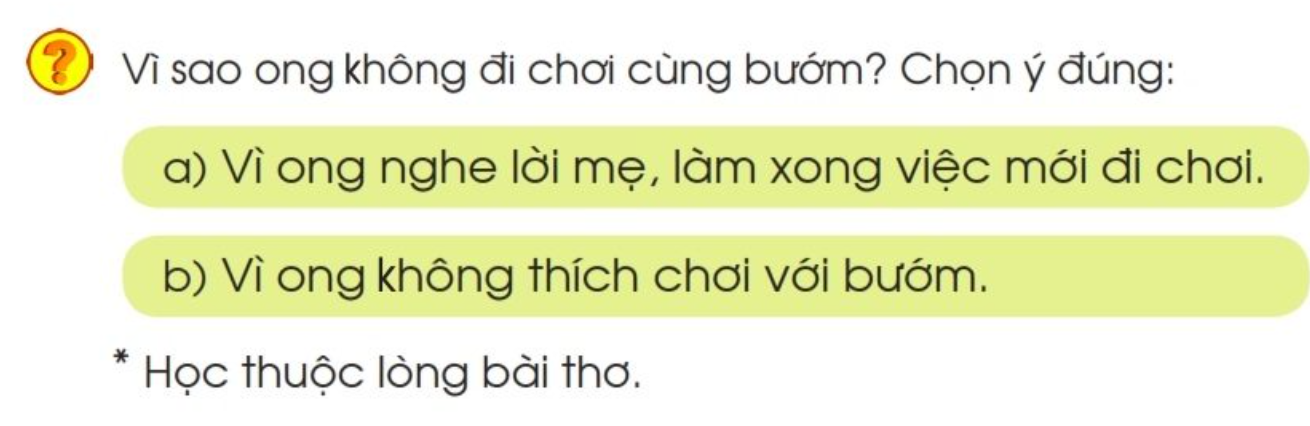 ?
Vì sao ong không đi chơi cùng bướm? Chọn ý đúng:
a) Vì ong nghe lời mẹ, làm xong việc mới đi chơi.
b) Vì ong không thích chơi với bướm.
* Học thuộc lòng bài thơ.